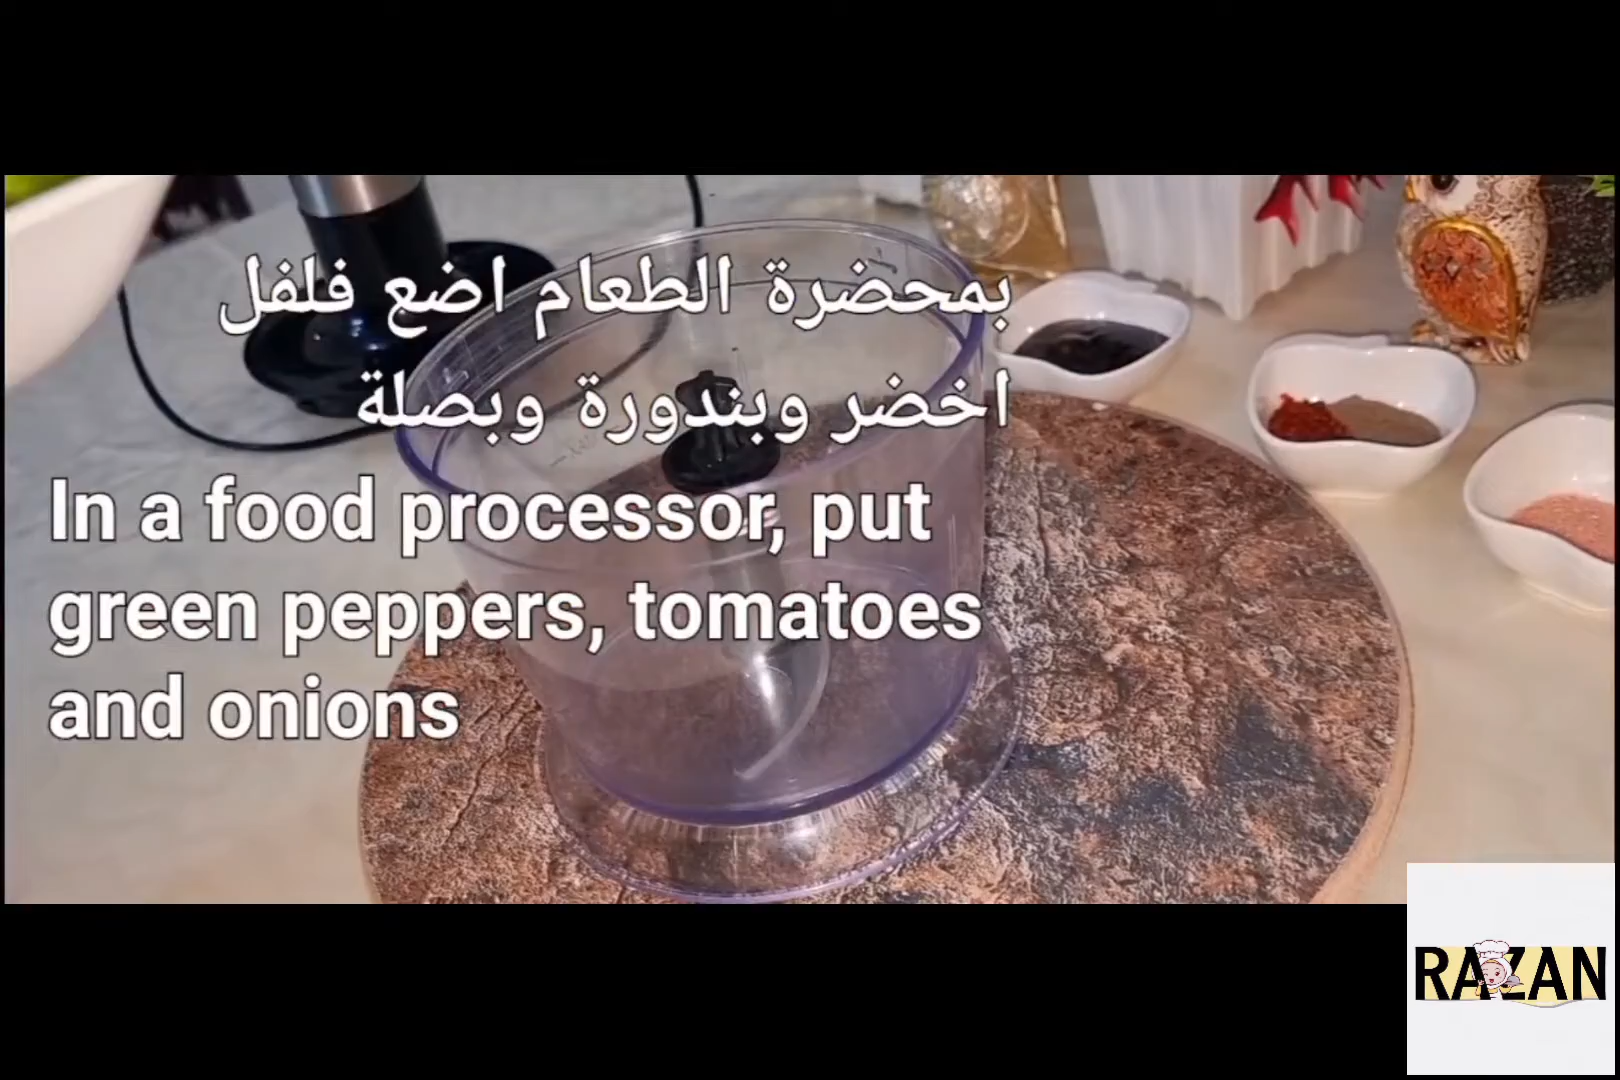 بمحضرة الطعام اضع فلفل
اخضر وبندورة وبصلة
In a food processor, put
green peppers, tomatoes
and onions
RAZAN